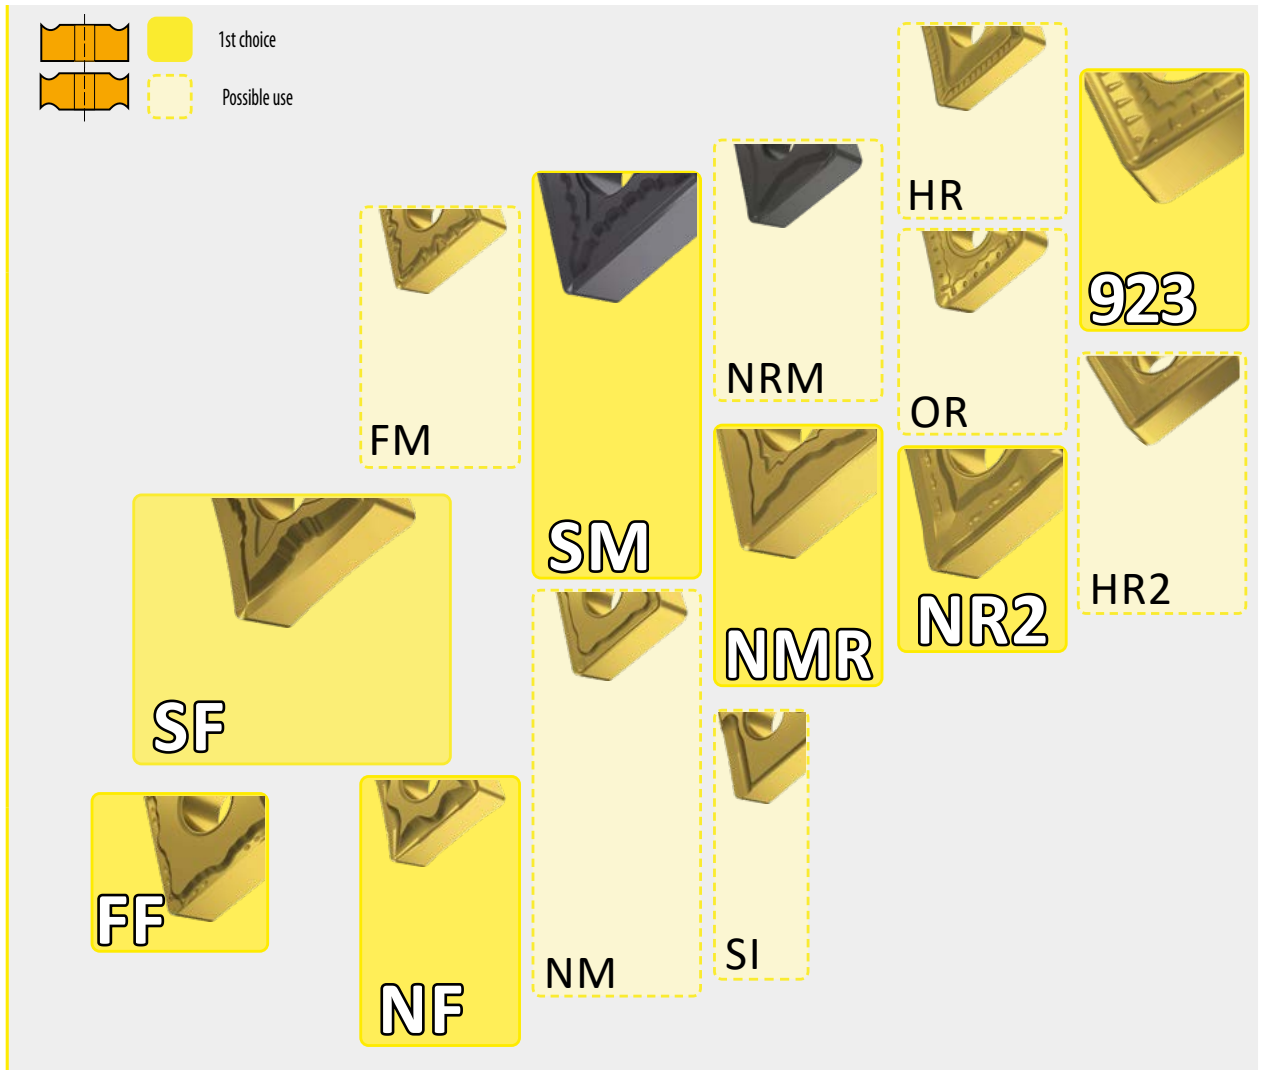 1st choice
Possible use
HR
923
NRM
OR
FM
SM
HR2
NR2
NMR
SF
FF
SI
NM
NF